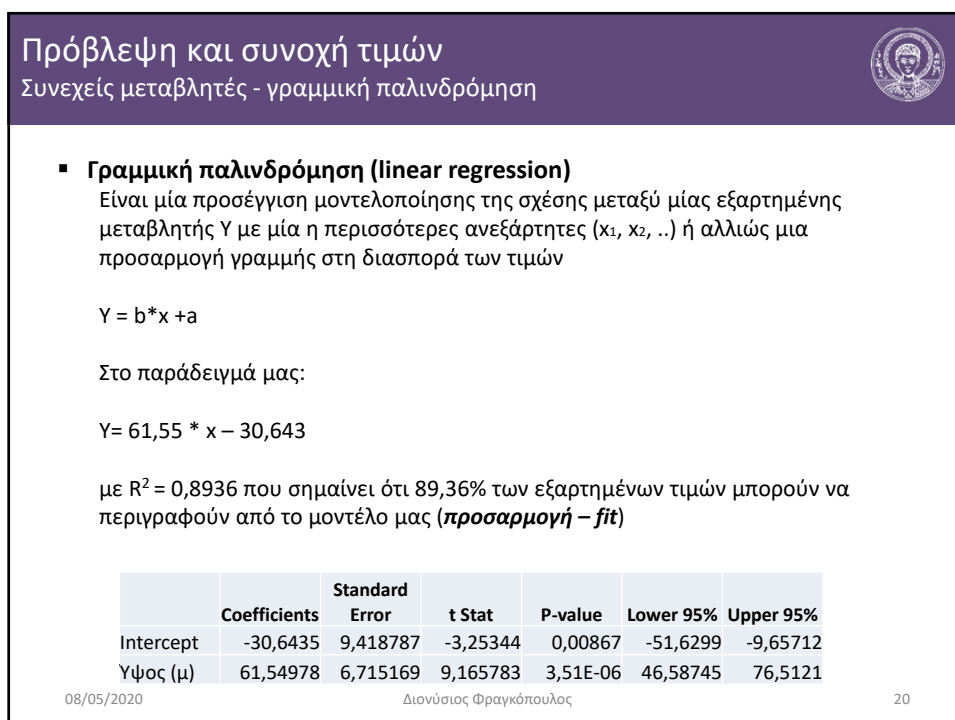 Πρόβλεψη και συνοχή τιμών
Συνεχείς μεταβλητές - γραμμική παλινδρόμηση
▪ Γραμμική παλινδρόμηση (linear regression)
Είναι μία προσέγγιση μοντελοποίησης της σχέσης μεταξύ μίας εξαρτημένης
μεταβλητής Υ με μία η περισσότερες ανεξάρτητες (x₁, x₂, ..) ή αλλιώς μια
προσαρμογή γραμμής στη διασπορά των τιμών
Y = b*x +a
Στο παράδειγμά μας:
Y= 61,55 * x – 30,643
με R² = 0,8936 που σημαίνει ότι 89,36% των εξαρτημένων τιμών μπορούν να
περιγραφούν από το μοντέλο μας (προσαρμογή – fit)
Coefficients Standard Error t Stat P-value Lower 95% Upper 95%
Intercept -30,6435 9,418787 -3,25344 0,00867 -51,6299 -9,65712
Υψος (μ) 61,54978 6,715169 9,165783 3,51E-06 46,58745 76,5121
08/05/2020 Διονύσιος Φραγκόπουλος 20